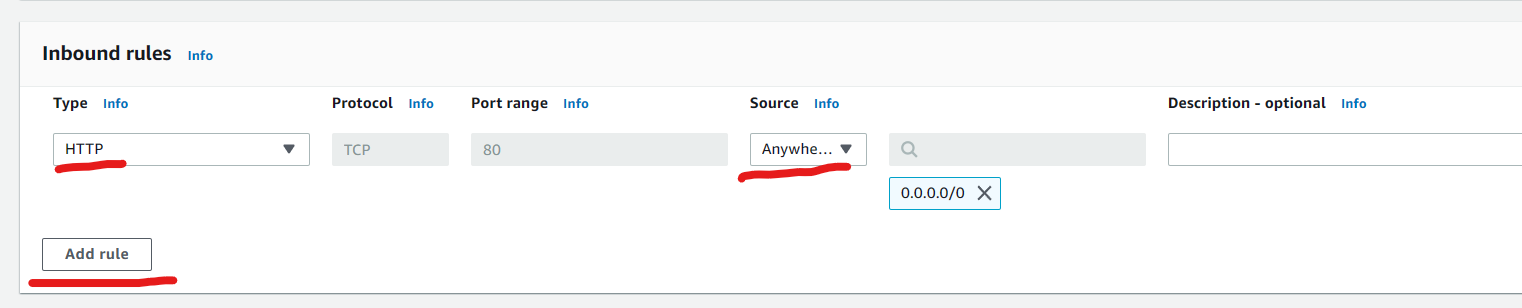 Inbound rules Info
Type Info Protocol Info Port range Info Source Info Description - optional Info
HTTP TCP 80 Anywhe...
0.0.0.0/0
Add rule